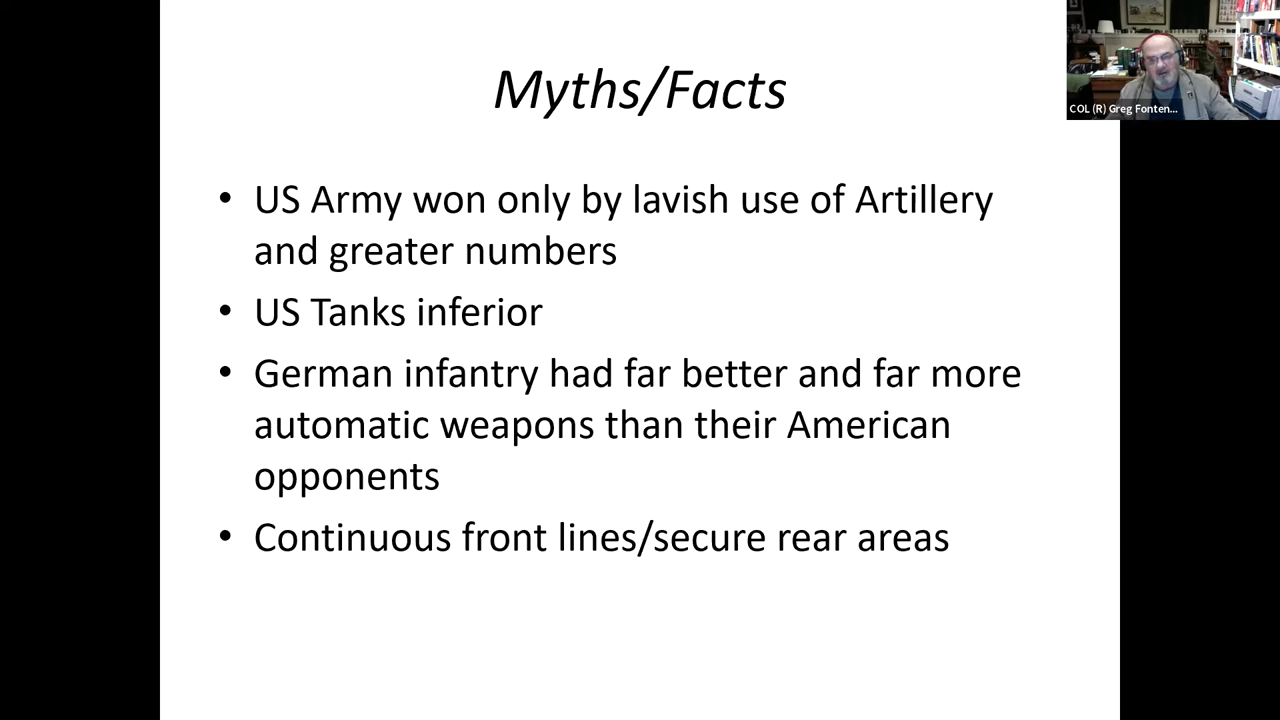 Myths/Facts
COL (R) Greg Fonten...
• US Army won only by lavish use of Artillery
and greater numbers
• US Tanks inferior
• German infantry had far better and far more
automatic weapons than their American
opponents
• Continuous front lines/secure rear areas